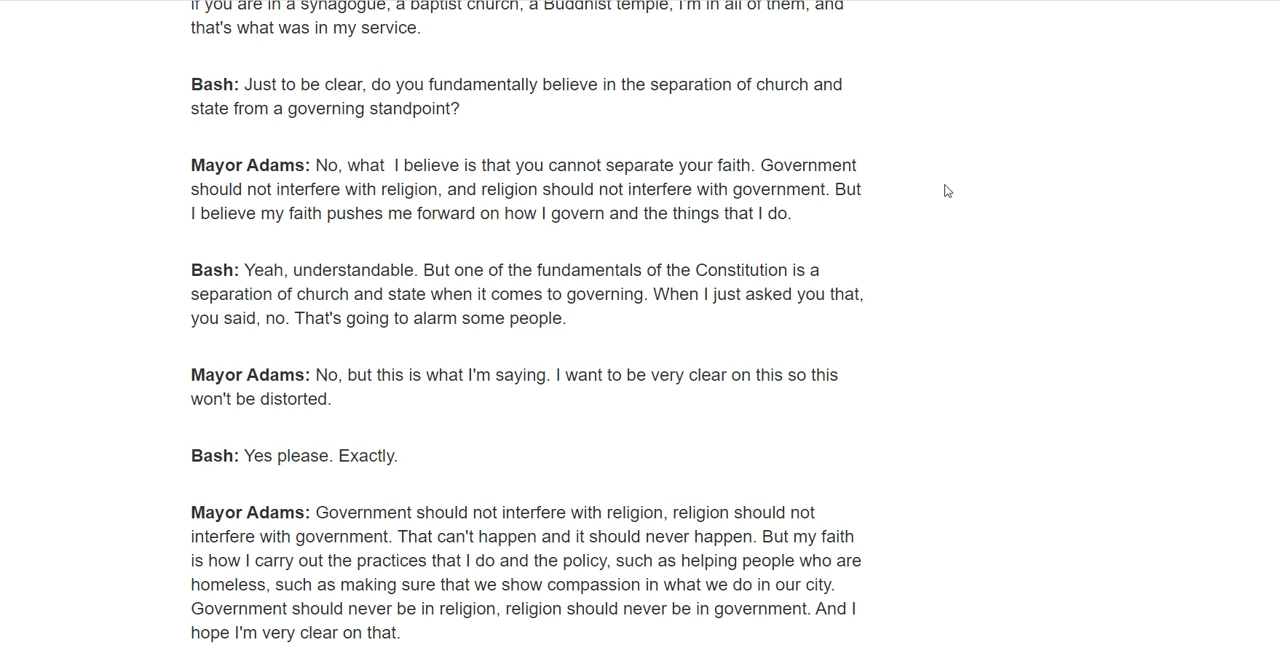 if you are in a synagogue, a baptist church, a Buddhist temple, I'm in all of them, and
that's what was in my service.
Bash: Just to be clear, do you fundamentally believe in the separation of church and
state from a governing standpoint?
Mayor Adams: No, what  I believe is that you cannot separate your faith. Government
should not interfere with religion, and religion should not interfere with government. But
I believe my faith pushes me forward on how I govern and the things that I do.
Bash: Yeah, understandable. But one of the fundamentals of the Constitution is a
separation of church and state when it comes to governing. When I just asked you that,
you said, no. That's going to alarm some people.
Mayor Adams: No, but this is what I'm saying. I want to be very clear on this so this
won't be distorted.
Bash: Yes please. Exactly.
Mayor Adams: Government should not interfere with religion, religion should not
interfere with government. That can't happen and it should never happen. But my faith
is how I carry out the practices that I do and the policy, such as helping people who are
homeless, such as making sure that we show compassion in what we do in our city.
Government should never be in religion, religion should never be in government. And I
hope I'm very clear on that.